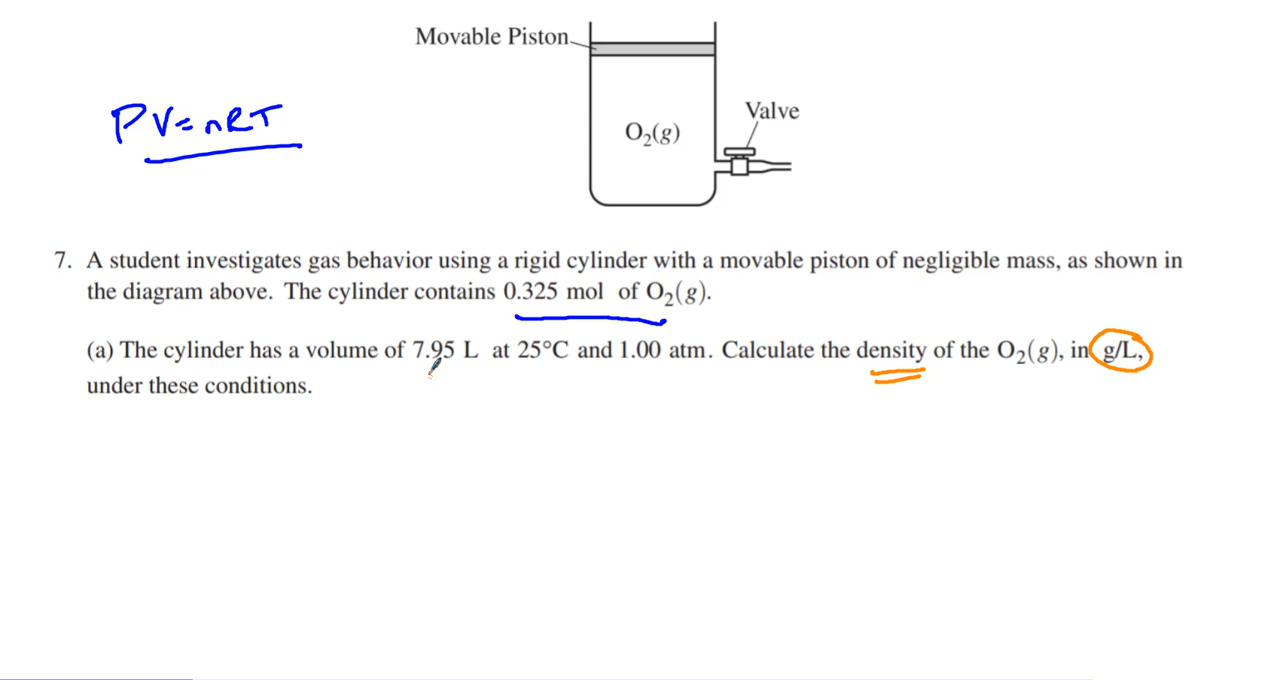 Movable Piston
PV=nRT
Valve
O₂(g)
7. A student investigates gas behavior using a rigid cylinder with a movable piston of negligible mass, as shown in
the diagram above. The cylinder contains 0.325 mol of O₂(g).
(a) The cylinder has a volume of 7.95 L at 25°C and 1.00 atm. Calculate the density of the O₂(g), in g/L,
under these conditions.